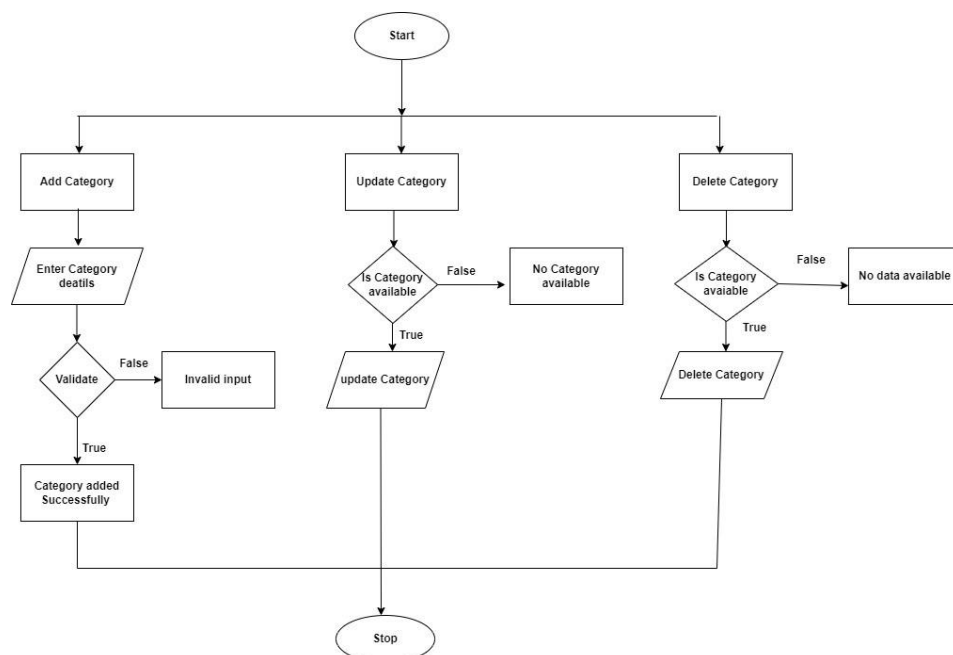 Start
Add Category
Update Category
Delete Category
Enter Category
deatils
Is Category
available
False
No Category
available
Is Category
avaiable
False
No data available
True
True
Validate
False
Invalid input
update Category
Delete Category
True
Category added
Successfully
Stop